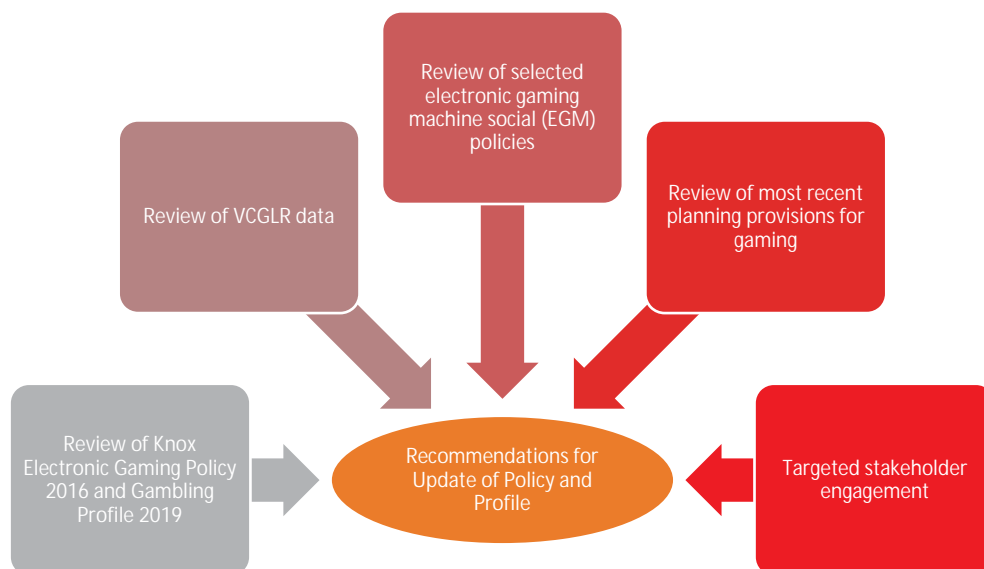 Review of selected
electronic gaming
machine social (EGM)
policies
Review of VCGLR data
Review of most recent
planning provisions for
gaming
Review of Knox
Electronic Gaming Policy
2016 and Gambling
Profile 2019
Recommendations for
Update of Policy and
Profile
Targeted stakeholder
engagement